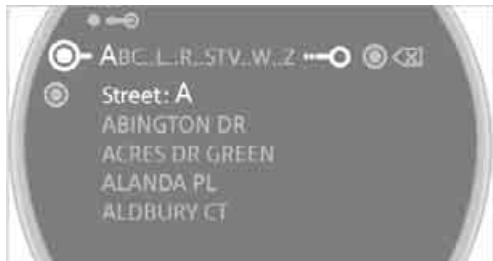 ABC..L..R..STV..W..Z
Street: A
ABINGTON DR
ACRES DR GREEN
ALANDA PL
ALDBURY CT